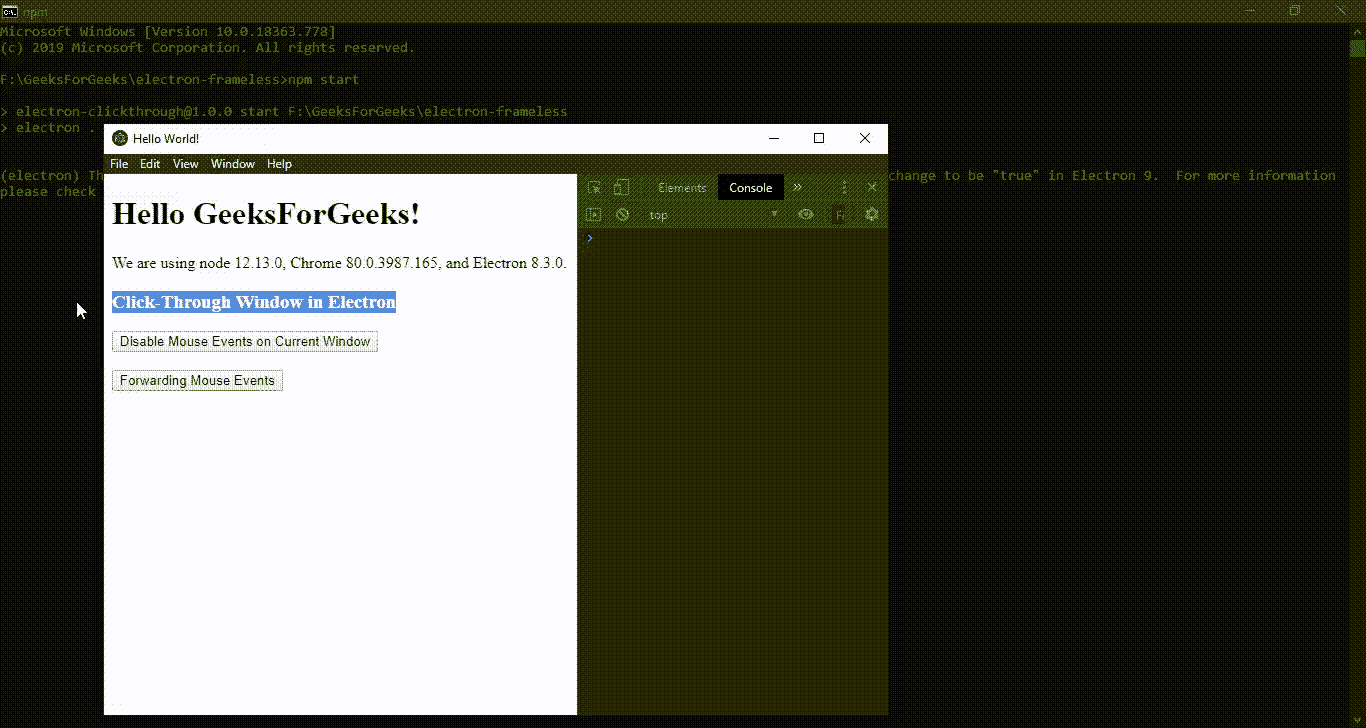 npm
Microsoft Windows [Version 10.0.18363.778]
(c) 2019 Microsoft Corporation. All rights reserved.
F:\GeeksForGeeks\electron-frameless>npm start
> electron-clickthrough@1.0.0 start F:\GeeksForGeeks\electron-frameless
> electron .
Hello World!
File Edit View Window Help
(electron) Th change to be "true" in Electron 9.  For more information
please check
Elements Console
top
Hello GeeksForGeeks!
We are using node 12.13.0, Chrome 80.0.3987.165, and Electron 8.3.0.
Click-Through Window in Electron
Disable Mouse Events on Current Window
Forwarding Mouse Events